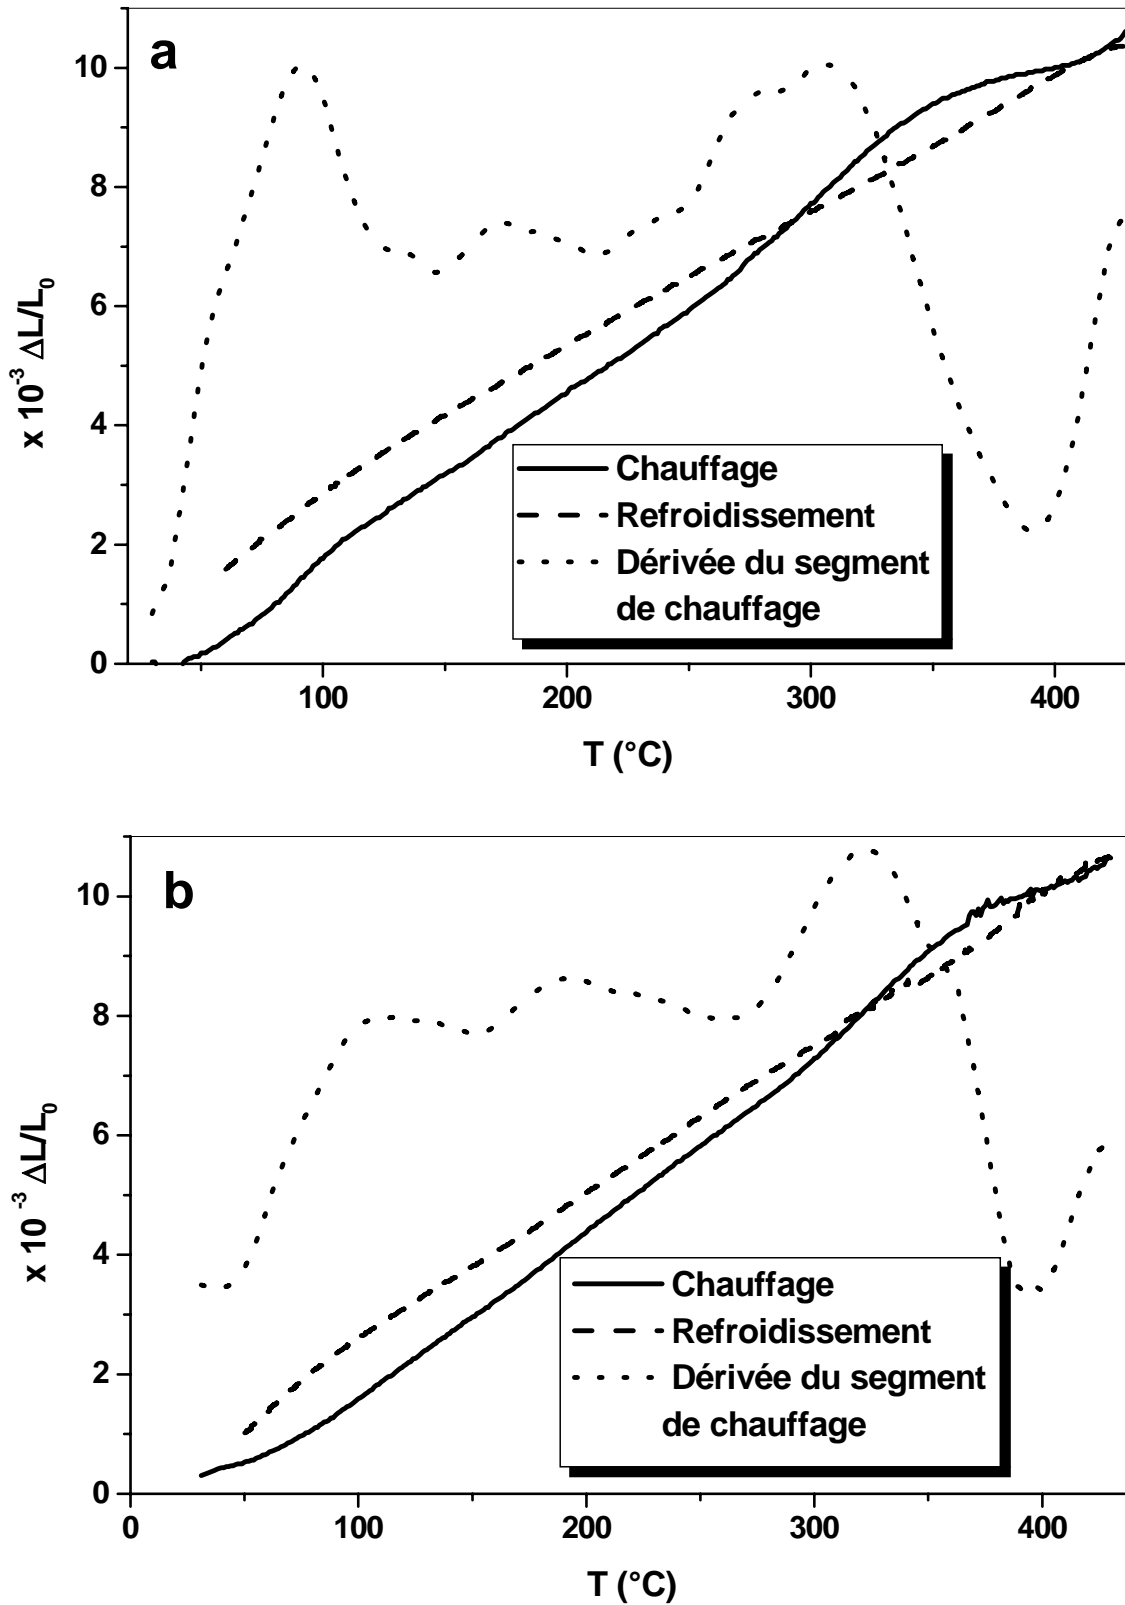 a
10
8
6
4
2
0
x 10⁻³ ΔL/L₀
Chauffage
Refroidissement
Dérivée du segment
de chauffage
100
200
300
400
T (°C)
b
10
8
6
4
2
0
x 10⁻³ ΔL/L₀
Chauffage
Refroidissement
Dérivée du segment
de chauffage
0
100
200
300
400
T (°C)